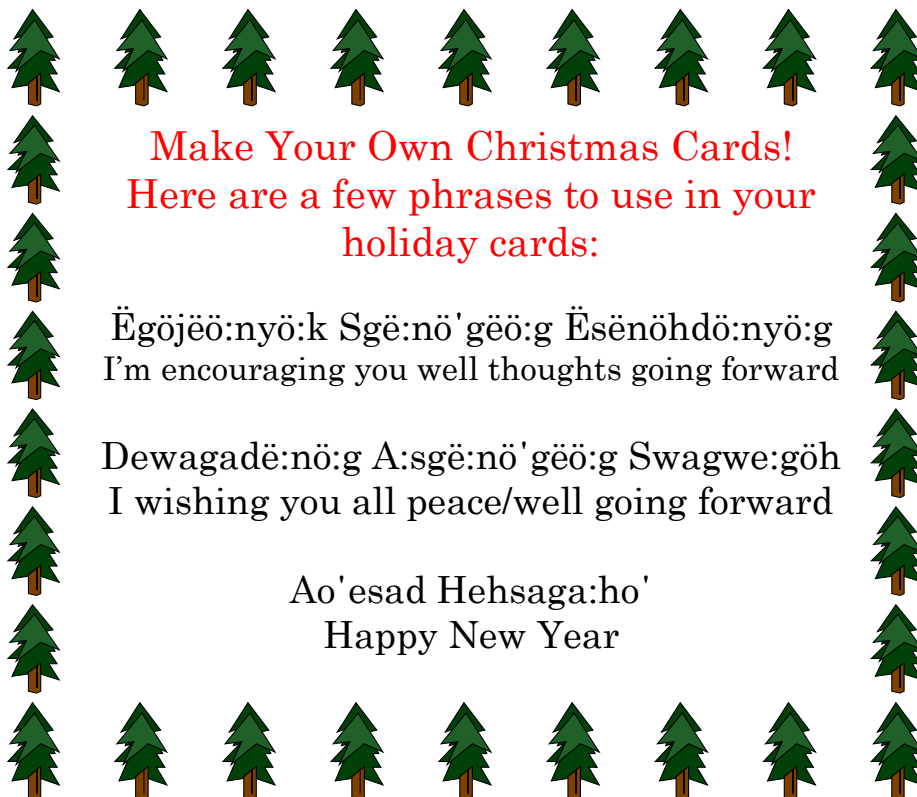 Make Your Own Christmas Cards!
Here are a few phrases to use in your
holiday cards:
Ëgöjëö:nyö:k Sgë:nö'gëö:g Ësënöhdö:nyö:g
I’m encouraging you well thoughts going forward
Dewagadë:nö:g A:sgë:nö'gëö:g Swagwe:göh
I wishing you all peace/well going forward
Ao'esad Hehsaga:ho'
Happy New Year